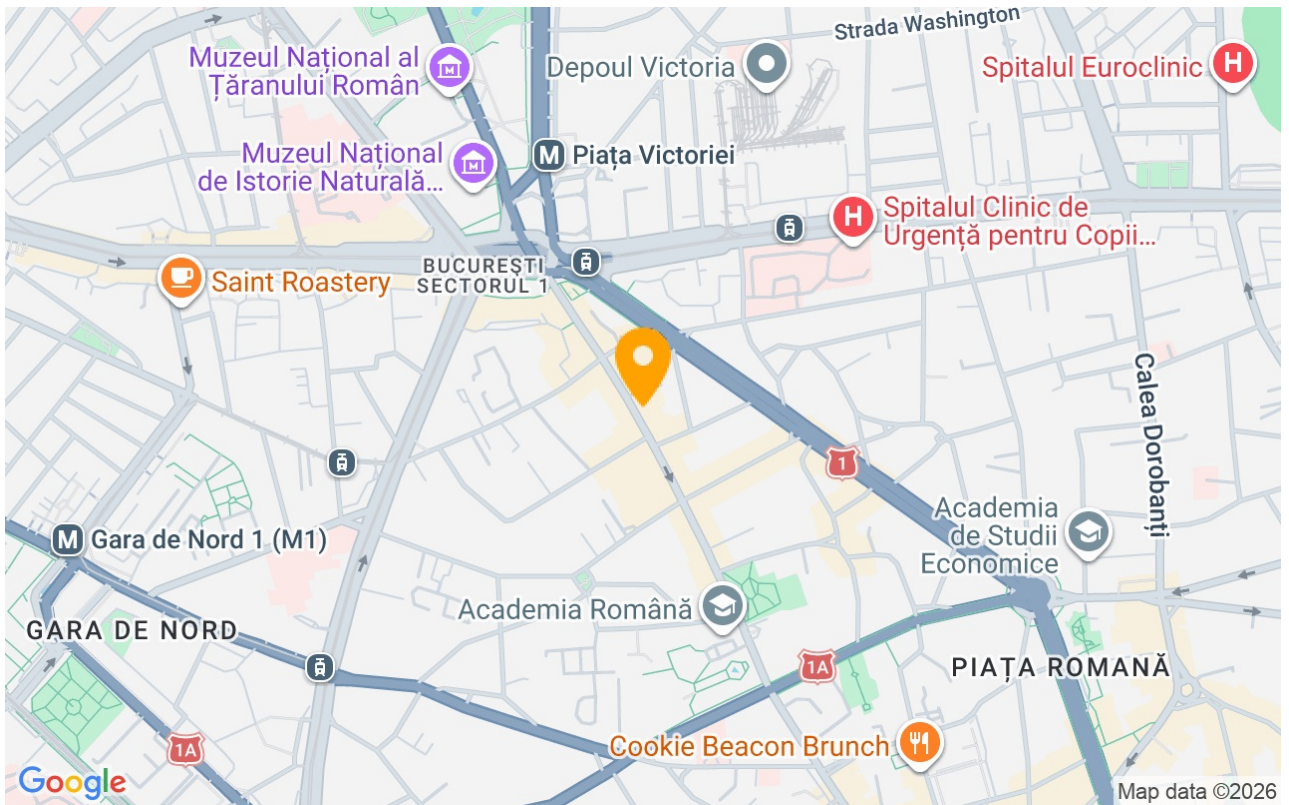 Strada Washington
Muzeul Național al
Țăranului Român
Depoul Victoria
Spitalul Euroclinic
H
M
Piața Victoriei
Muzeul Național
de Istorie Naturală...
H
Spitalul Clinic de
Urgență pentru Copii...
BUCUREȘTI
SECTORUL 1
Saint Roastery
Calea Dorobanți
1
Academia
de Studii
Economice
M
Gara de Nord 1 (M1)
Academia Română
GARA DE NORD
1A
PIAȚA ROMANĂ
1A
Cookie Beacon Brunch
Google
Map data ©2026